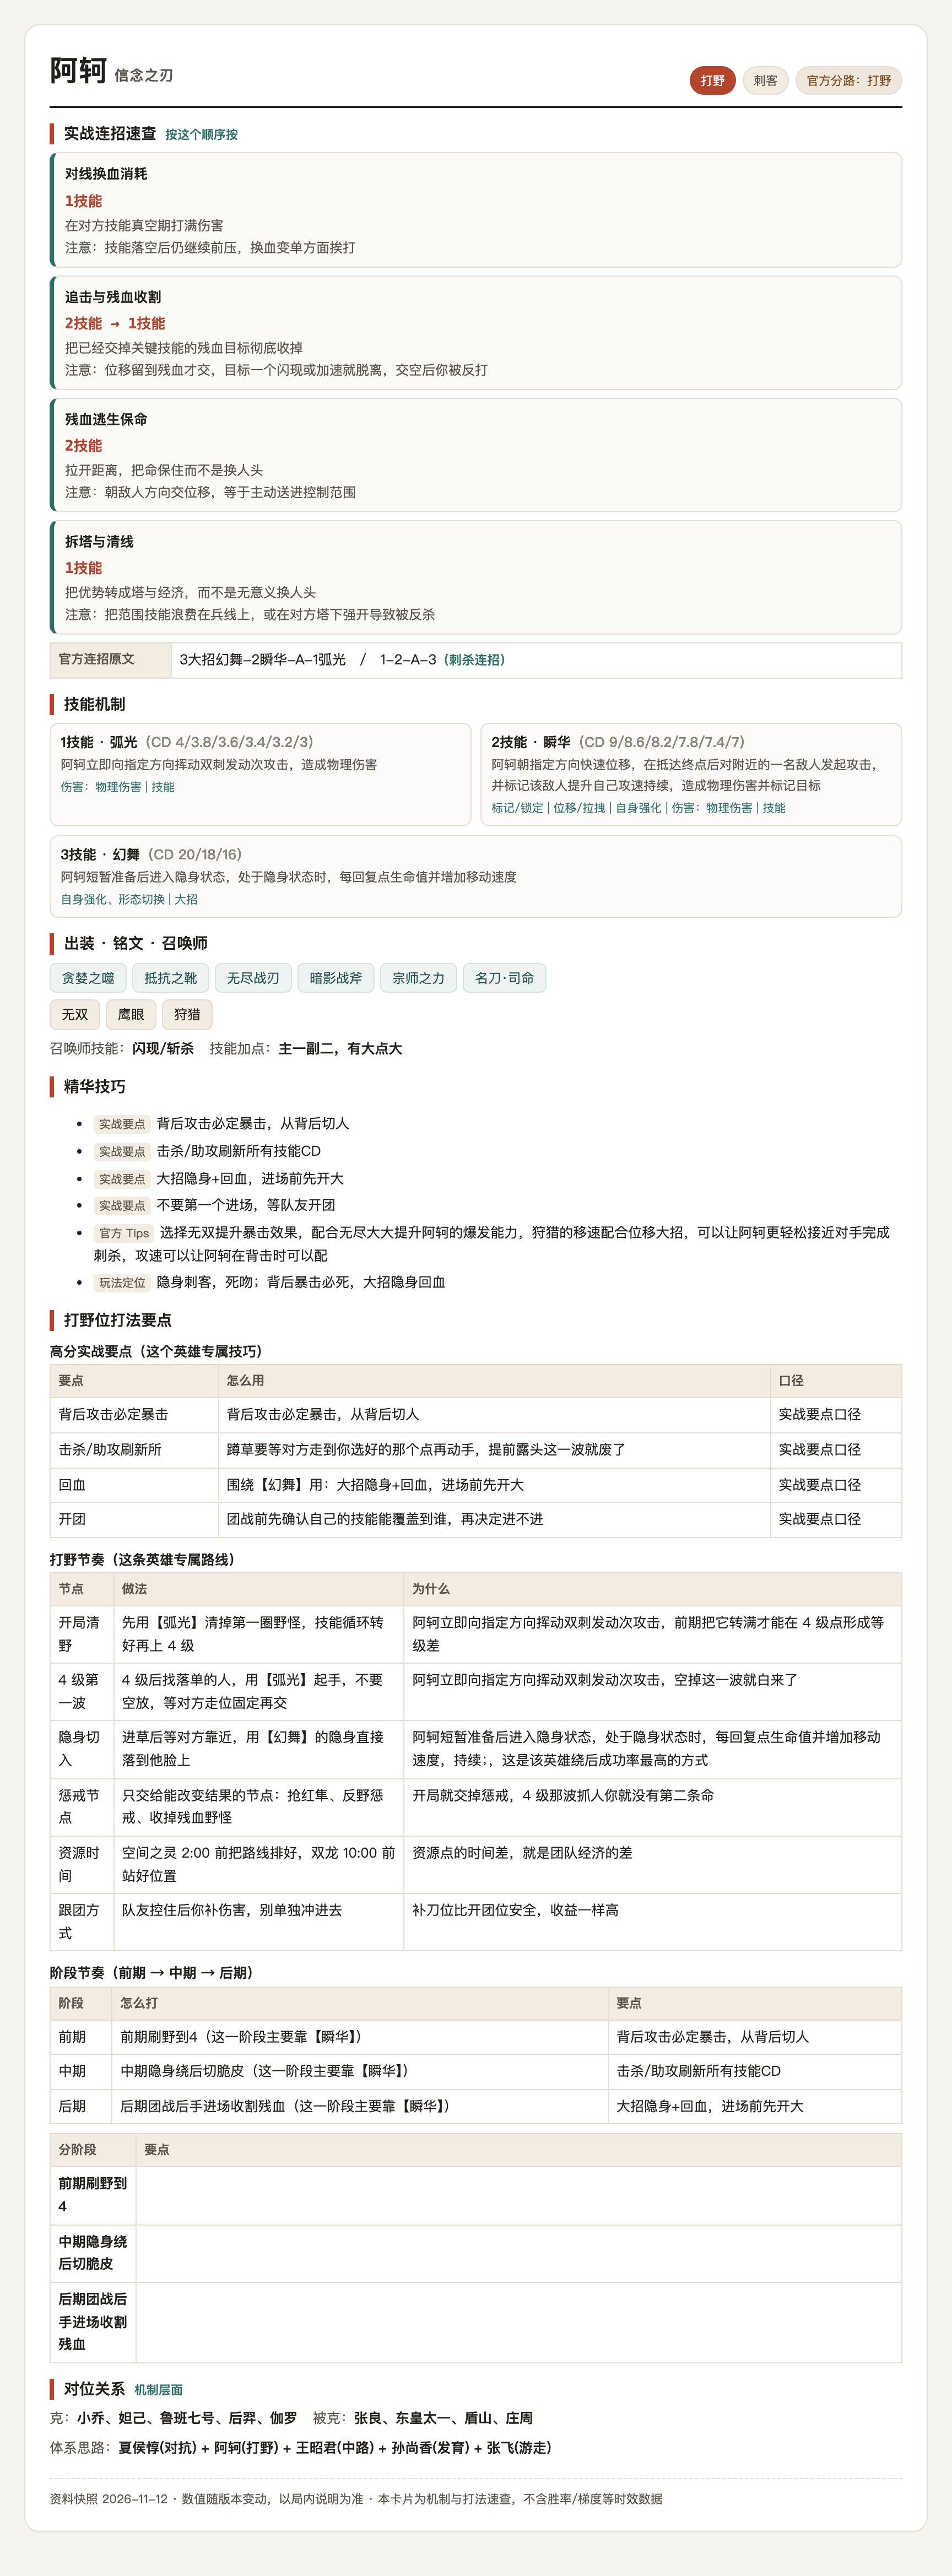 阿轲 信念之刃
打野 刺客 官方分路：打野
实战连招速查 按这个顺序按
对线换血消耗
1技能
在对方技能真空期打满伤害
注意：技能落空后仍继续前压，换血变单方面挨打
追击与残血收割
2技能 → 1技能
把已经交掉关键技能的残血目标彻底收掉
注意：位移留到残血才交，目标一个闪现或加速就脱离，交空后你被反打
残血逃生保命
2技能
拉开距离，把命保住而不是换人头
注意：朝敌人方向交位移，等于主动送进控制范围
拆塔与清线
1技能
把优势转成塔与经济，而不是无意义换人头
注意：把范围技能浪费在兵线上，或在对方塔下强开导致被反杀
官方连招原文 3大招幻舞–2瞬华–A–1弧光 / 1–2–A–3（刺杀连招）
技能机制
1技能 · 弧光（CD 4/3.8/3.6/3.4/3.2/3）
阿轲立即向指定方向挥动双刺发动次攻击，造成物理伤害
伤害：物理伤害 | 技能
2技能 · 瞬华（CD 9/8.6/8.2/7.8/7.4/7）
阿轲朝指定方向快速位移，在抵达终点后对附近的一名敌人发起攻击，
并标记该敌人提升自己攻速持续，造成物理伤害并标记目标
标记/锁定 | 位移/拉拽 | 自身强化 | 伤害：物理伤害 | 技能
3技能 · 幻舞（CD 20/18/16）
阿轲短暂准备后进入隐身状态，处于隐身状态时，每回复点生命值并增加移动速度
自身强化、形态切换 | 大招
出装 · 铭文 · 召唤师
贪婪之噬 抵抗之靴 无尽战刃 暗影战斧 宗师之力 名刀·司命
无双 鹰眼 狩猎
召唤师技能：闪现/斩杀 技能加点：主一副二，有大点大
精华技巧
• 实战要点 背后攻击必定暴击，从背后切人
• 实战要点 击杀/助攻刷新所有技能CD
• 实战要点 大招隐身+回血，进场前先开大
• 实战要点 不要第一个进场，等队友开团
• 官方 Tips 选择无双提升暴击效果，配合无尽大大提升阿轲的爆发能力，狩猎的移速配合位移大招，可以让阿轲更轻松接近对手完成
刺杀，攻速可以让阿轲在背击时可以配
• 玩法定位 隐身刺客，死吻；背后暴击必死，大招隐身回血
打野位打法要点
高分实战要点（这个英雄专属技巧）
要点 怎么用 口径
背后攻击必定暴击 背后攻击必定暴击，从背后切人 实战要点口径
击杀/助攻刷新所 蹲草要等对方走到你选好的那个点再动手，提前露头这一波就废了 实战要点口径
回血 围绕【幻舞】用：大招隐身+回血，进场前先开大 实战要点口径
开团 团战前先确认自己的技能能覆盖到谁，再决定进不进 实战要点口径
打野节奏（这条英雄专属路线）
节点 做法 为什么
开局清
野
先用【弧光】清掉第一圈野怪，技能循环转
好再上 4 级
阿轲立即向指定方向挥动双刺发动次攻击，前期把它转满才能在 4 级点形成等
级差
4 级第
一波
4 级后找落单的人，用【弧光】起手，不要
空放，等对方走位固定再交
阿轲立即向指定方向挥动双刺发动次攻击，空掉这一波就白来了
隐身切
入
进草后等对方靠近，用【幻舞】的隐身直接
落到他脸上
阿轲短暂准备后进入隐身状态，处于隐身状态时，每回复点生命值并增加移动
速度，持续;，这是该英雄绕后成功率最高的方式
惩戒节
点
只交给能改变结果的节点：抢红隼、反野惩
戒、收掉残血野怪
开局就交掉惩戒，4 级那波抓人你就没有第二条命
资源时
间
空间之灵 2:00 前把路线排好，双龙 10:00 前
站好位置
资源点的时间差，就是团队经济的差
跟团方
式
队友控住后你补伤害，别单独冲进去
补刀位比开团位安全，收益一样高
阶段节奏（前期 → 中期 → 后期）
阶段 怎么打 要点
前期 前期刷野到4（这一阶段主要靠【瞬华】） 背后攻击必定暴击，从背后切人
中期 中期隐身绕后切脆皮（这一阶段主要靠【瞬华】） 击杀/助攻刷新所有技能CD
后期 后期团战后手进场收割残血（这一阶段主要靠【瞬华】） 大招隐身+回血，进场前先开大
分阶段 要点
前期刷野到
4
中期隐身绕
后切脆皮
后期团战后
手进场收割
残血
对位关系 机制层面
克：小乔、妲己、鲁班七号、后羿、伽罗 被克：张良、东皇太一、盾山、庄周
体系思路：夏侯惇(对抗) + 阿轲(打野) + 王昭君(中路) + 孙尚香(发育) + 张飞(游走)
资料快照 2026–11–12 · 数值随版本变动，以局内说明为准 · 本卡片为机制与打法速查，不含胜率/梯度等时效数据